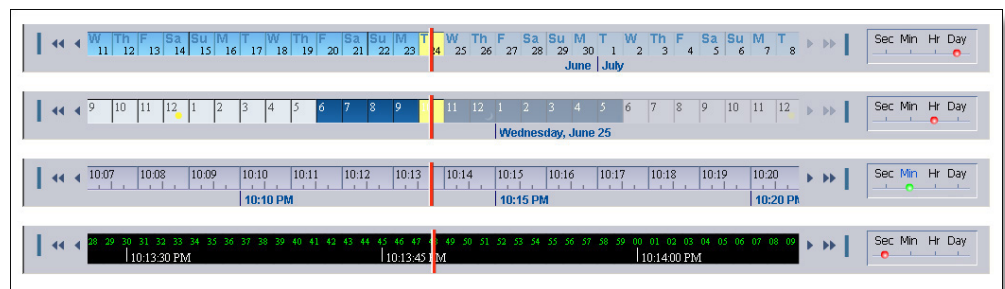 W Th F Sa Su M T W Th F Sa Su M T W Th F Sa Su M T W Th F Sa Su M T
11 12 13 14 15 16 17 18 19 20 21 22 23 24 25 26 27 28 29 30 1 2 3 4 5 6 7 8
June July
Sec Min Hr Day
9 10 11 12 1 2 3 4 5 6 7 8 9 11 12 1 2 3 4 5 6 7 8 9 10 11 12
Wednesday, June 25
Sec Min Hr Day
10:07 10:08 10:09 10:10 10:11 10:12 10:13 10:14 10:15 10:16 10:17 10:18 10:19 10:20
10:10 PM 10:15 PM 10:20 PM
Sec Min Hr Day
28 29 30 31 32 33 34 35 36 37 38 39 40 41 42 43 44 45 46 47 48 49 50 51 52 53 54 55 56 57 58 59 00 01 02 03 04 05 06 07 08 09
10:13:30 PM 10:13:45 PM 10:14:00 PM
Sec Min Hr Day